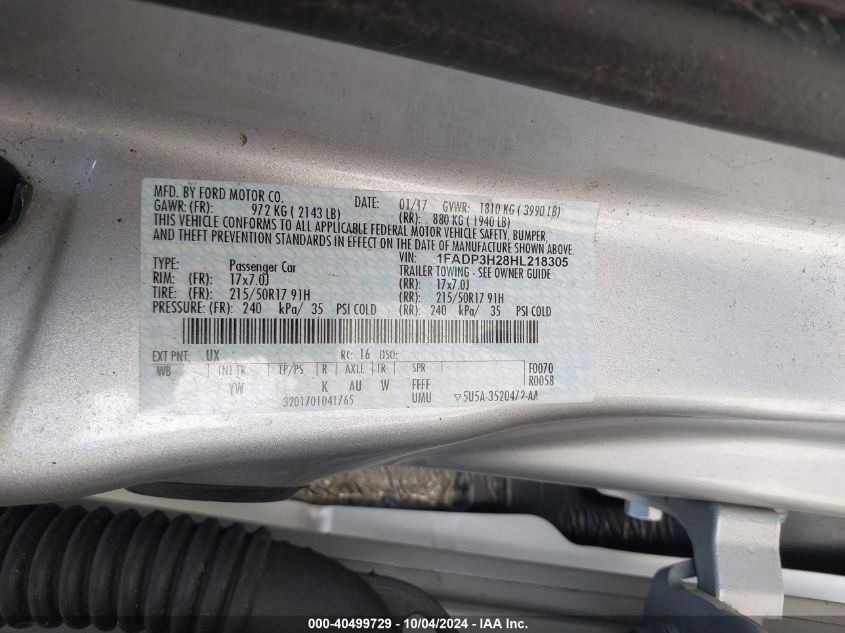 MFD. BY FORD MOTOR CO. DATE: 01/17 GVWR: 1810 KG ( 3990 LB)
GAWR: (FR): 972 KG ( 2143 LB) (RR): 880 KG ( 1940 LB)
THIS VEHICLE CONFORMS TO ALL APPLICABLE FEDERAL MOTOR VEHICLE SAFETY, BUMPER,
AND THEFT PREVENTION STANDARDS IN EFFECT ON THE DATE OF MANUFACTURE SHOWN ABOVE.
VIN: 1FADP3H28HL218305
TYPE: Passenger Car TRAILER TOWING - SEE OWNER GUIDE
RIM: (FR): 17x7.0J (RR): 17x7.0J
TIRE: (FR): 215/50R17 91H (RR): 215/50R17 91H
PRESSURE: (FR): 240 kPa/ 35 PSI COLD (RR): 240 kPa/ 35 PSI COLD
EXT PNT: UX RC: 16 DSO:
WB INT TR TP/PS R AXLE TR SPR F0070
R0058
YW K AU W FFFF
3201701041765 UMU ▽5U5A-3520472-AA
000-40499729 - 10/04/2024 - IAA Inc.